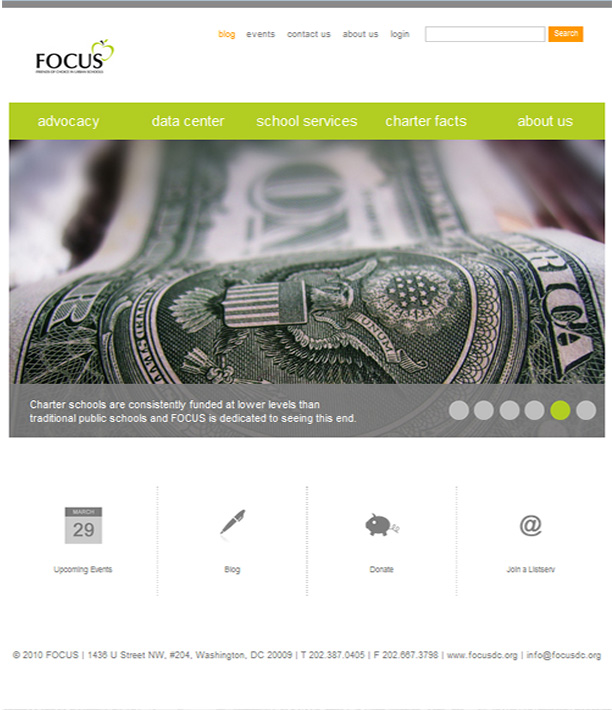 blog events contact us about us login Search
FOCUS
FRIENDS OF CHOICE IN URBAN SCHOOLS
advocacy data center school services charter facts about us
ONE
AMERICA
Charter schools are consistently funded at lower levels than
traditional public schools and FOCUS is dedicated to seeing this end.
MARCH
29
@
Upcoming Events Blog Donate Join a Listserv
© 2010 FOCUS | 1436 U Street NW, #204, Washington, DC 20009 | T 202.387.0405 | F 202.667.3798 | www.focusdc.org | info@focusdc.org